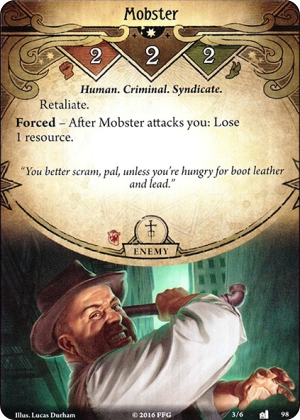 Mobster
2 2 2
Human. Criminal. Syndicate.
Retaliate.
Forced – After Mobster attacks you: Lose
1 resource.
"You better scram, pal, unless you're hungry for boot leather
and lead."
ENEMY
Illus. Lucas Durham © 2016 FFG 3/6 98